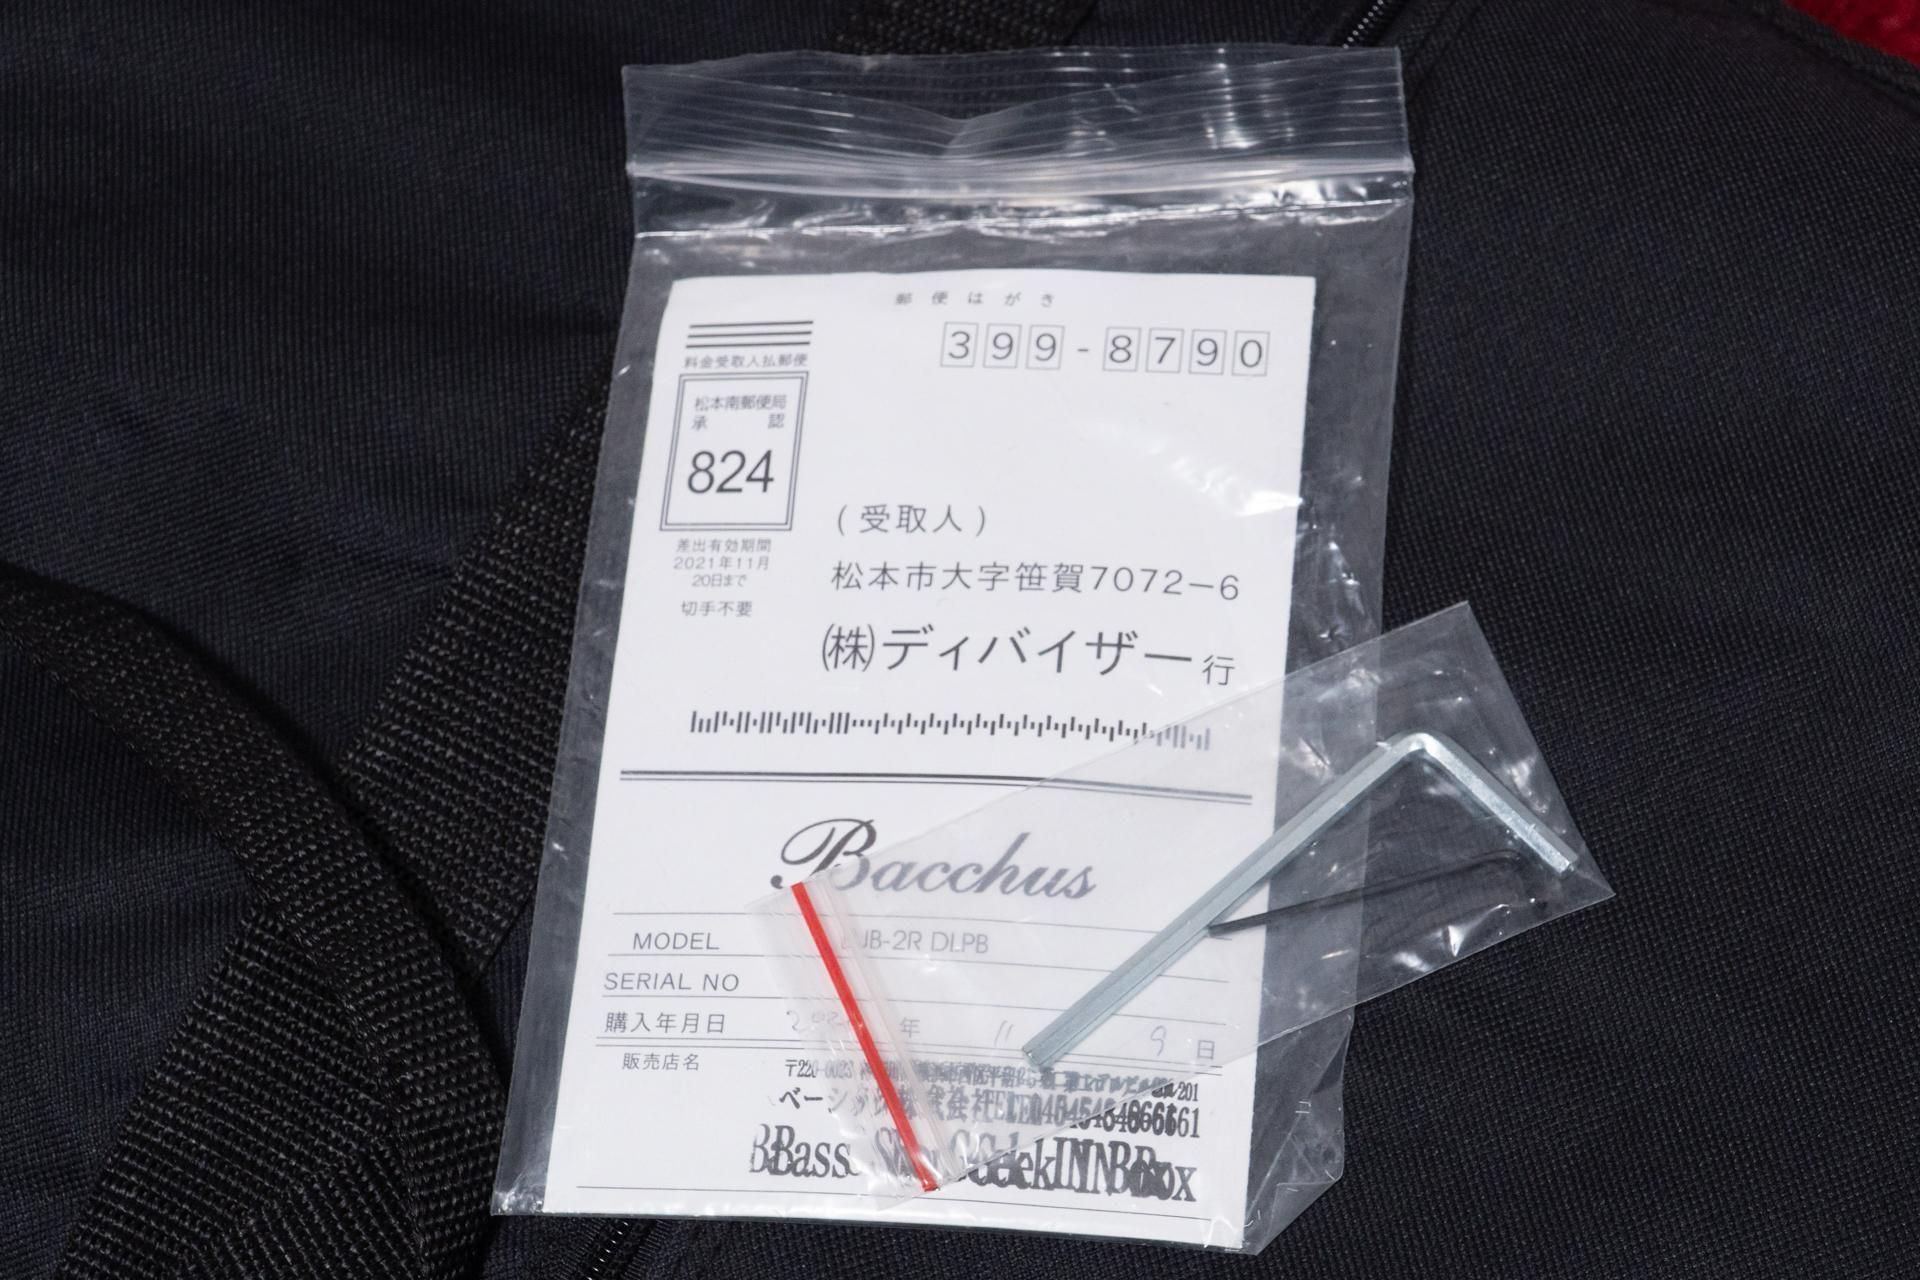 郵便はがき
399-8790
料金受取人払郵便
松本南郵便局
承 認
824
差出有効期間
2021年11月
20日まで
切手不要
(受取人)
松本市大字笹賀7072-6
㈱ディバイザー 行
Bacchus
MODEL DLPB
SERIAL NO
購入年月日 年 11 9 日
販売店名